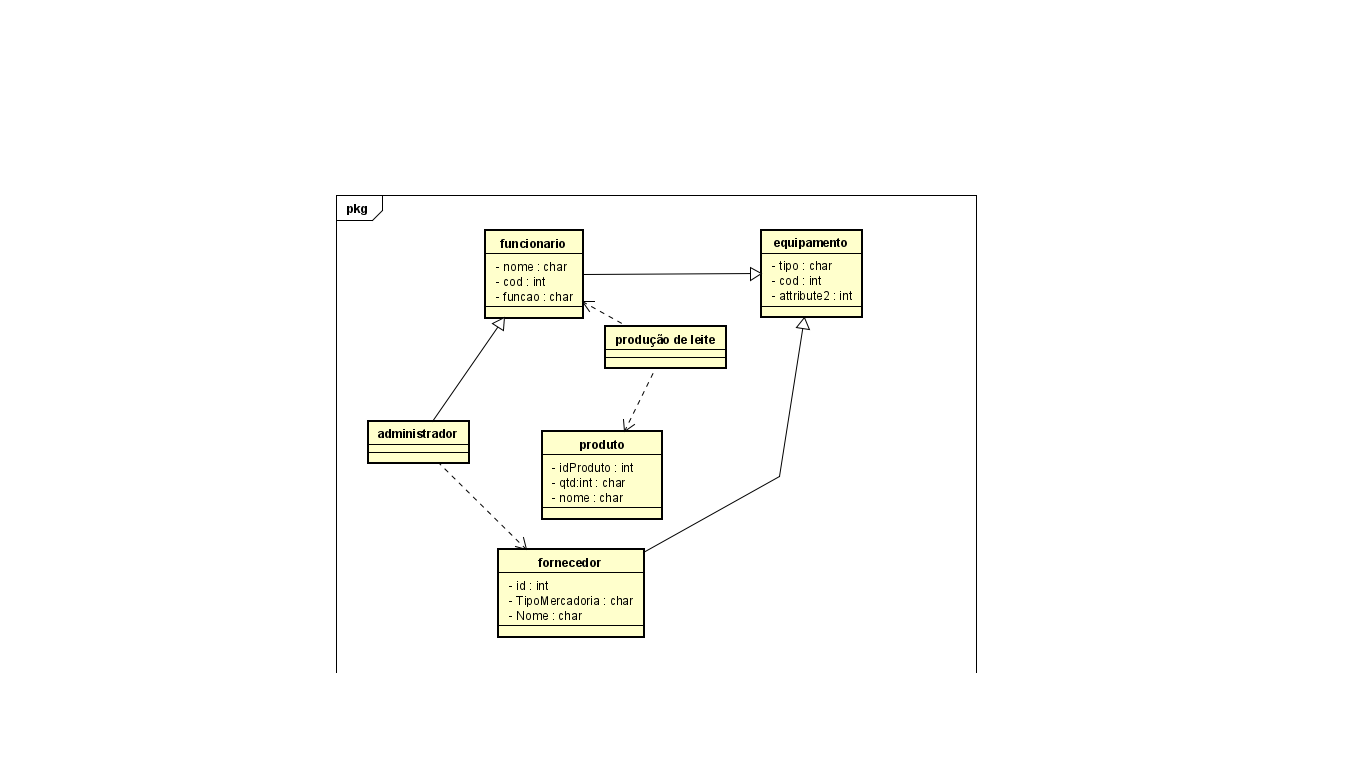 pkg
funcionario
- nome : char
- cod : int
- funcao : char
equipamento
- tipo : char
- cod : int
- attribute2 : int
produção de leite
administrador
produto
- idProduto : int
- qtd:int : char
- nome : char
fornecedor
- id : int
- TipoMercadoria : char
- Nome : char